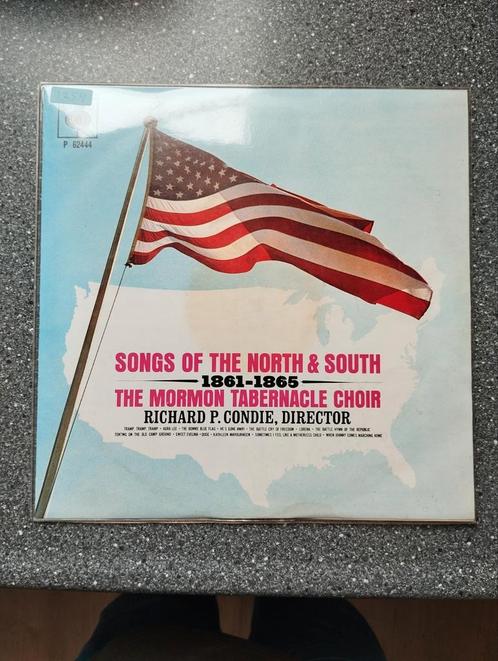 CBS
P 62444
SONGS OF THE NORTH & SOUTH
1861-1865
THE MORMON TABERNACLE CHOIR
RICHARD P. CONDIE, DIRECTOR
TRAMP, TRAMP, TRAMP • AURA LEE • THE BONNIE BLUE FLAG • HE'S GONE AWAY • THE BATTLE CRY OF FREEDOM • LORENA • THE BATTLE HYMN OF THE REPUBLIC
TENTING ON THE OLD CAMP GROUND • SWEET EVELINA • DIXIE • KATHLEEN MAVOURNEEN • SOMETIMES I FEEL LIKE A MOTHERLESS CHILD • WHEN JOHNNY COMES MARCHING HOME